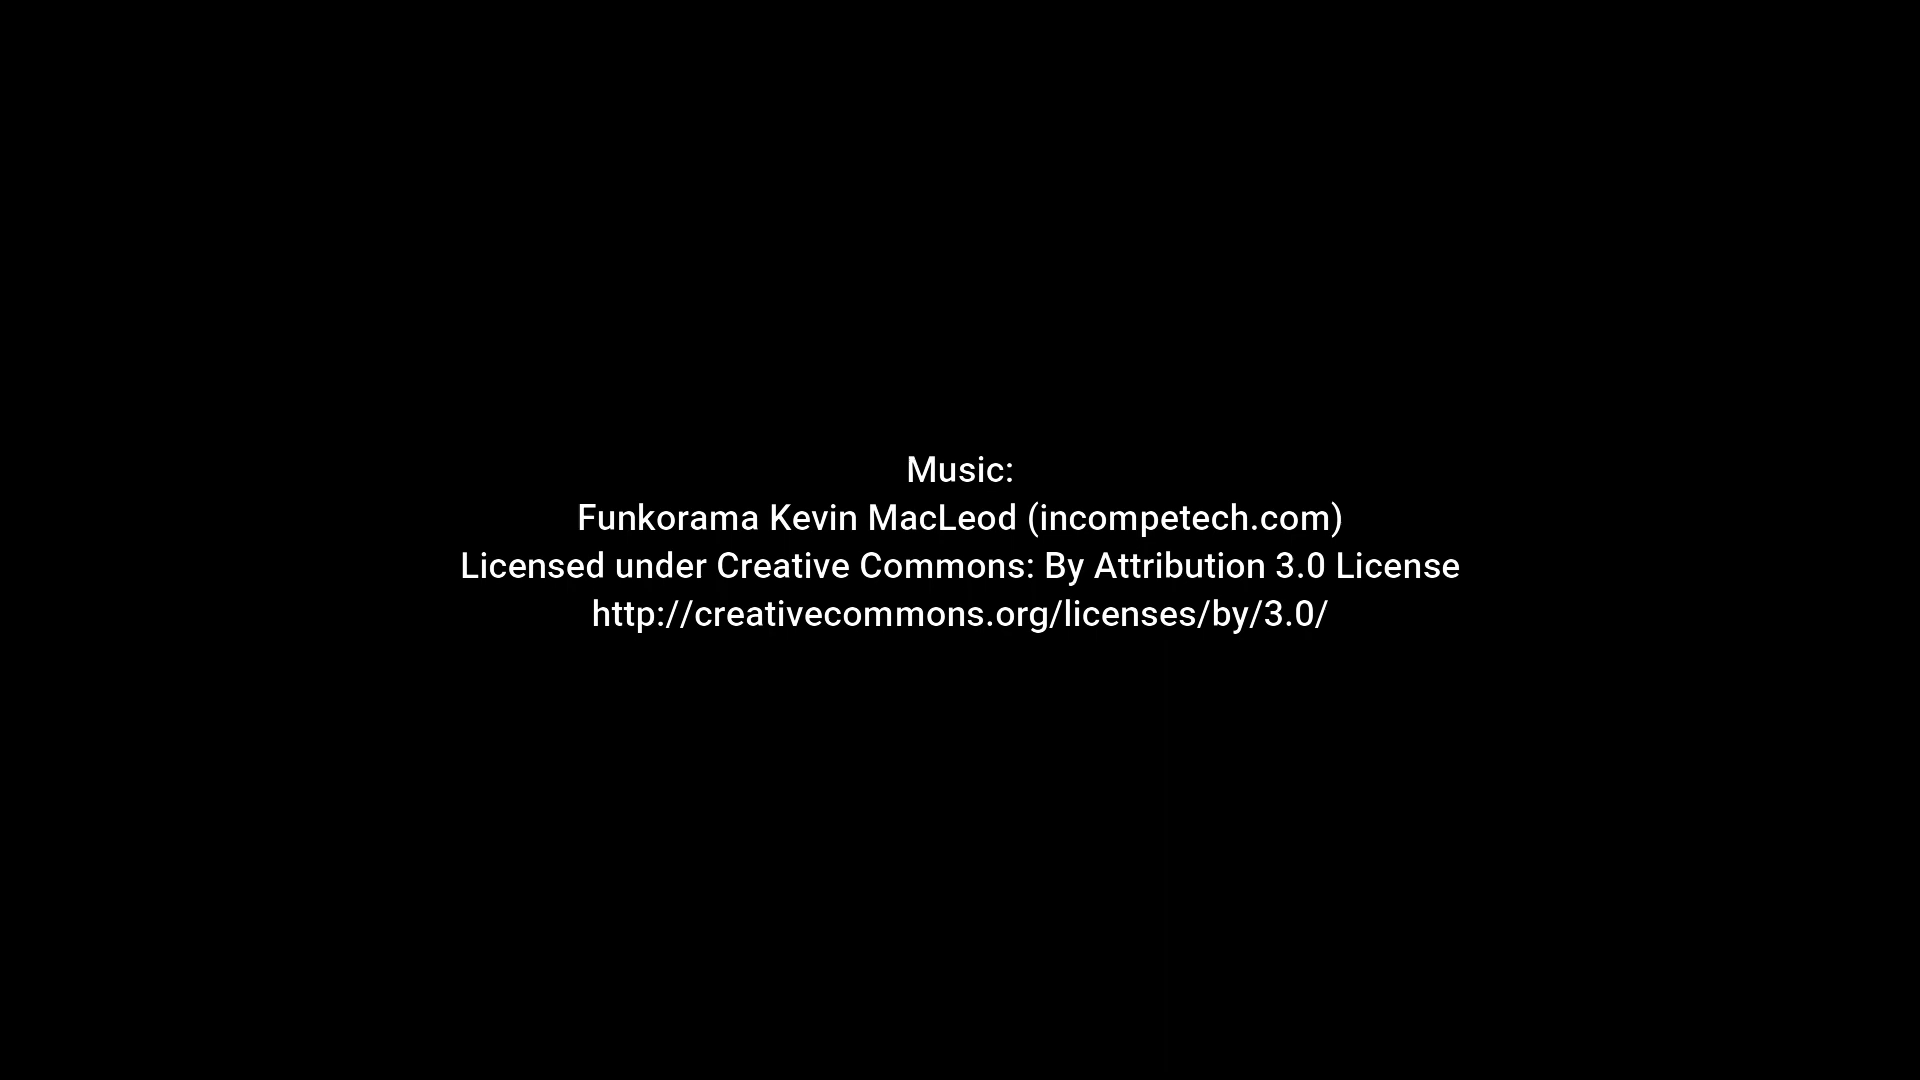 Music:
Funkorama Kevin MacLeod (incompetech.com)
Licensed under Creative Commons: By Attribution 3.0 License
http://creativecommons.org/licenses/by/3.0/